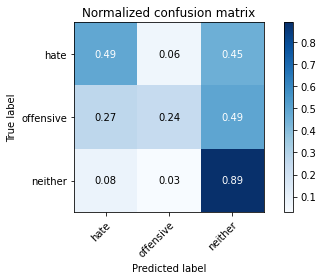 Normalized confusion matrix
True label
hate
0.49 0.06 0.45
offensive
0.27 0.24 0.49
neither
0.08 0.03 0.89
hate
offensive
neither
Predicted label
0.8
0.7
0.6
0.5
0.4
0.3
0.2
0.1